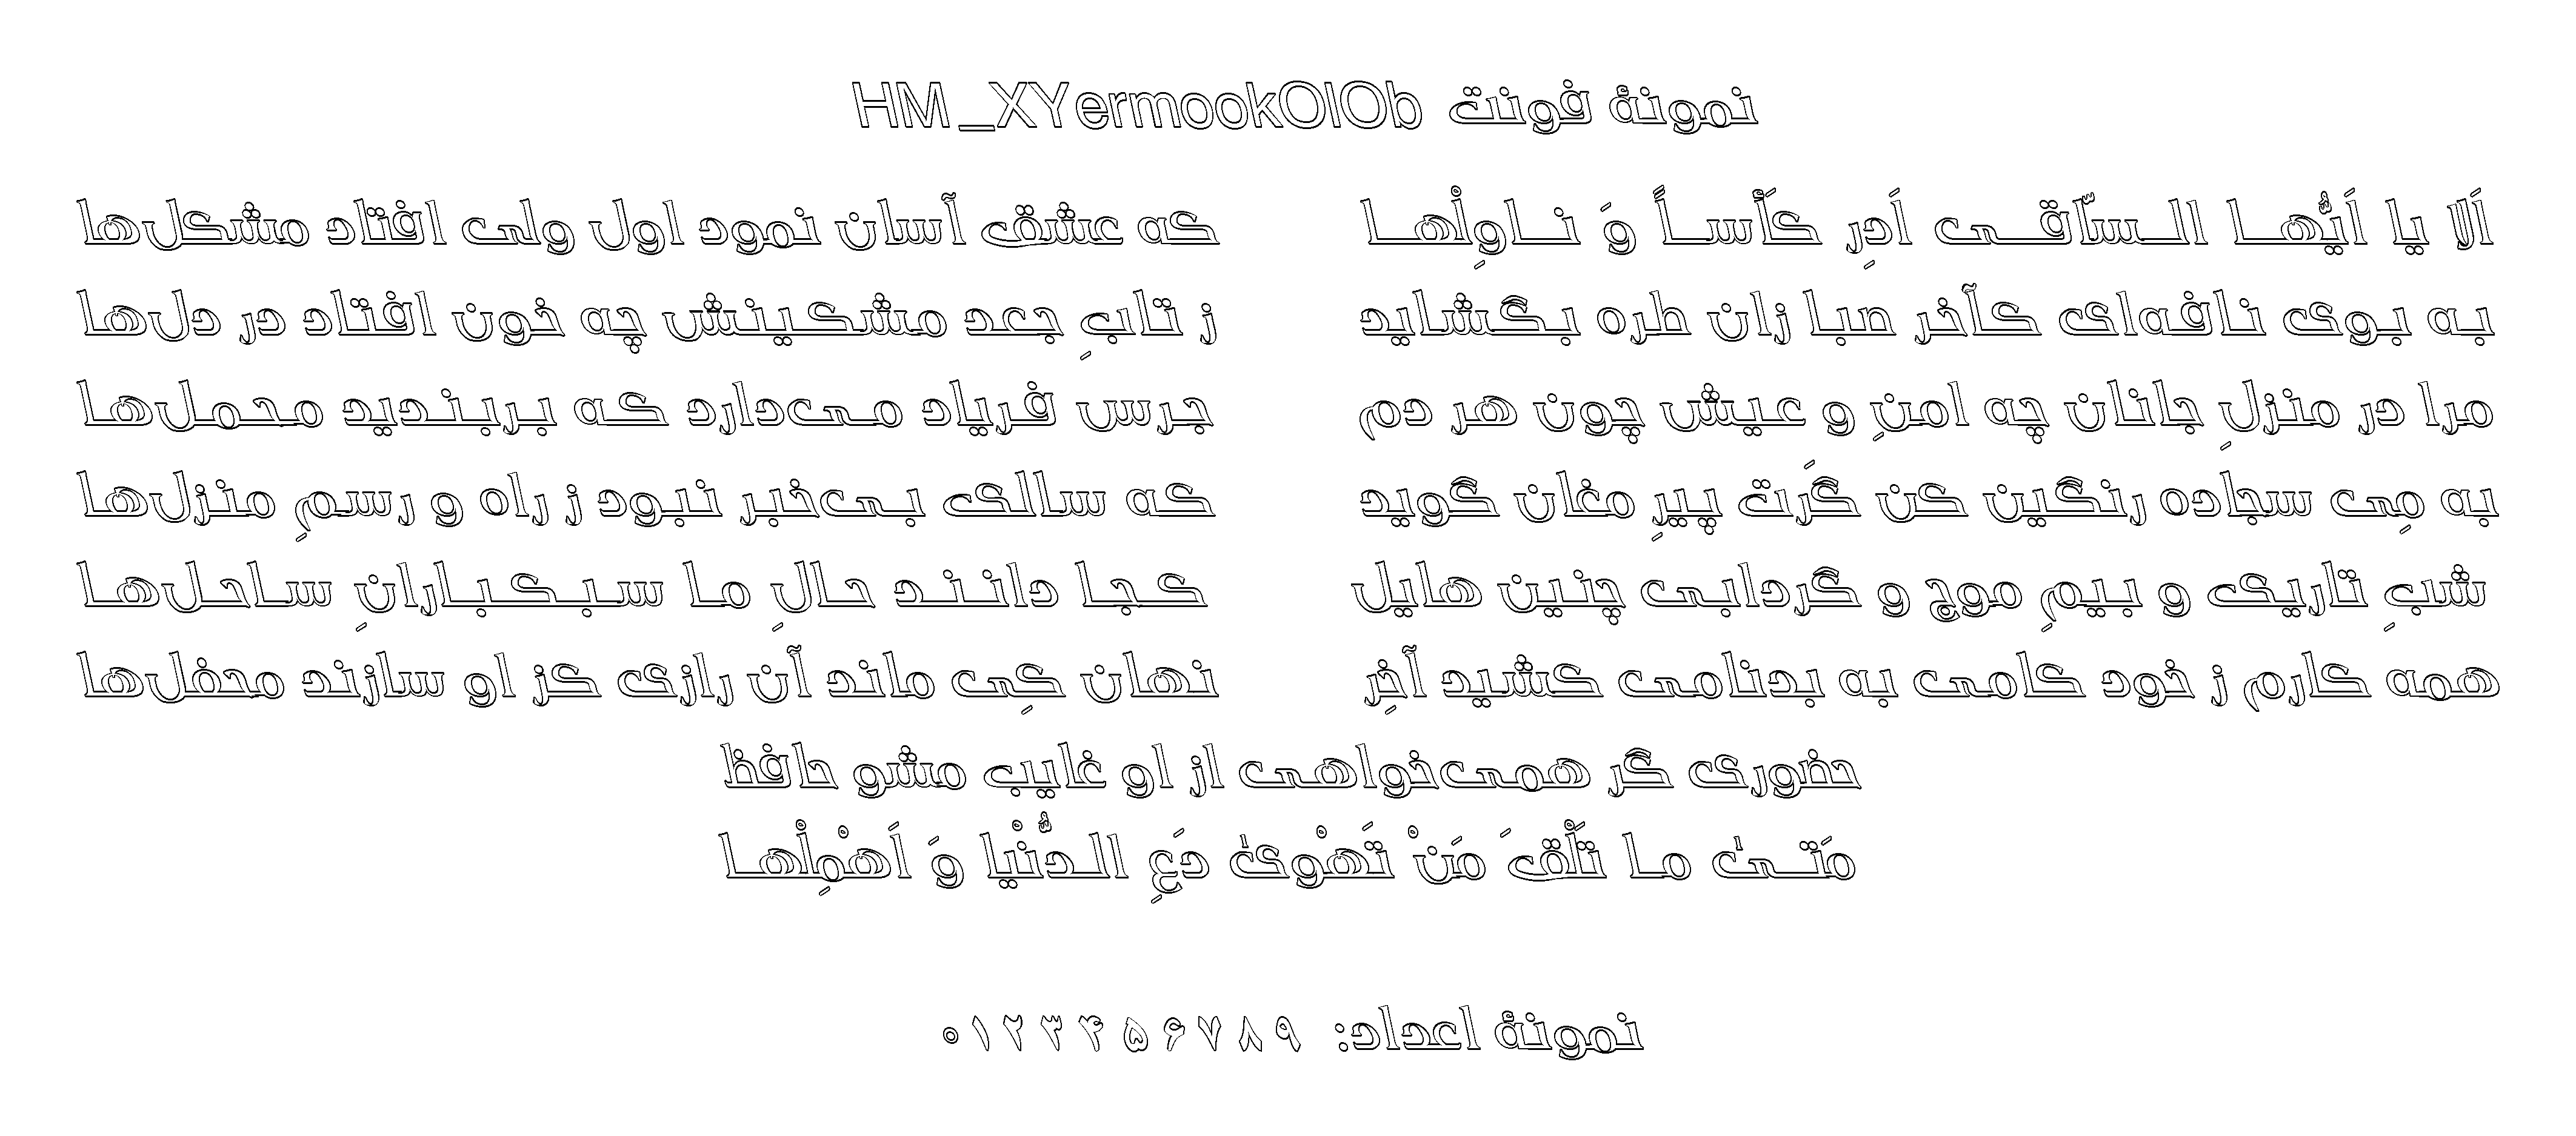 نمونهٔ فونت HM_XYermookOlOb
اَلا یا اَیُّهـا الـسّاقـی اَدِرِ کَأْسـاً وَ نـاوِلْهـا که عشق آسان نمود اول ولی افتاد مشکل‌ها
به بوی نافه‌ای کآخر صبا زان طره بگشاید ز تابِ جعد مشکینش چه خون افتاد در دل‌ها
مرا در منزلِ جانان چه امنِ و عیش چون هر دم جرس فریاد می‌دارد که بربندید محمل‌ها
به مِی سجاده رنگین کن گَرَت پیرِ مغان گوید که سالک بی‌خبر نبود ز راه و رسمِ منزل‌ها
شبِ تاریک و بیمِ موج و گردابی چنین هایل کجا دانند حالِ ما سبکبارانِ ساحل‌ها
همه کارم ز خود کامی به بدنامی کشید آخِر نهان کِی ماند آن رازی کز او سازند محفل‌ها
حضوری گر همی‌خواهی از او غایب مشو حافظ
مَتـیٰ مـا تَلْقَ مَنْ تَهْویٰ دَعِ الـدُّنْیا وَ اَهْمِلْهـا
نمونهٔ اعداد: ۹ ۸ ۷ ۶ ۵ ۴ ۳ ۲ ۱ ۰